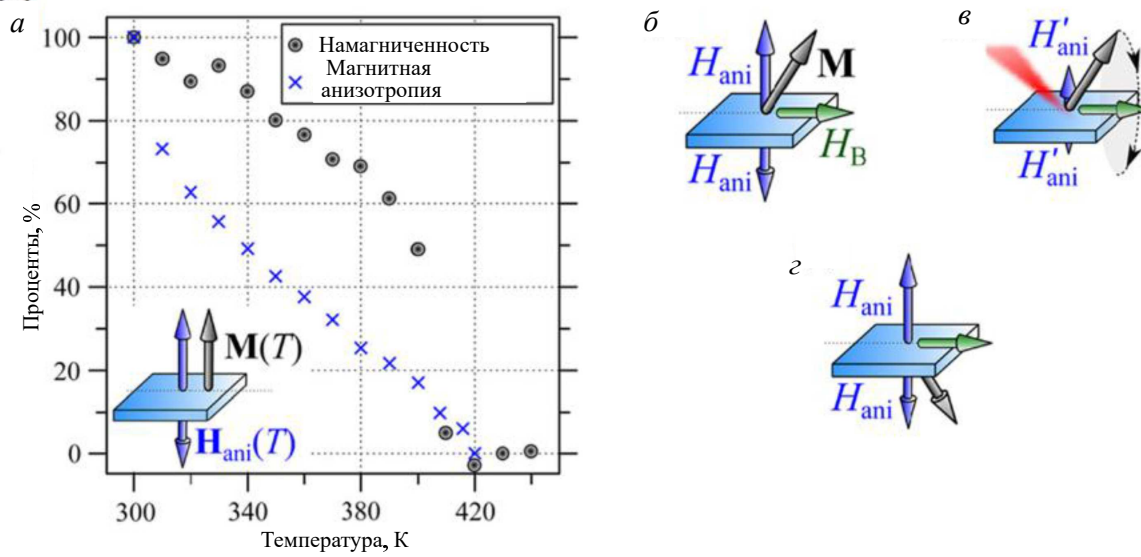 а
100
80
60
40
20
0
Проценты, %
300
340
380
420
Температура, К
Намагниченность
Магнитная
анизотропия
M(T)
H_ani(T)
б
H_ani
M
H_B
H_ani
в
H'_ani
H'_ani
г
H_ani
H_ani